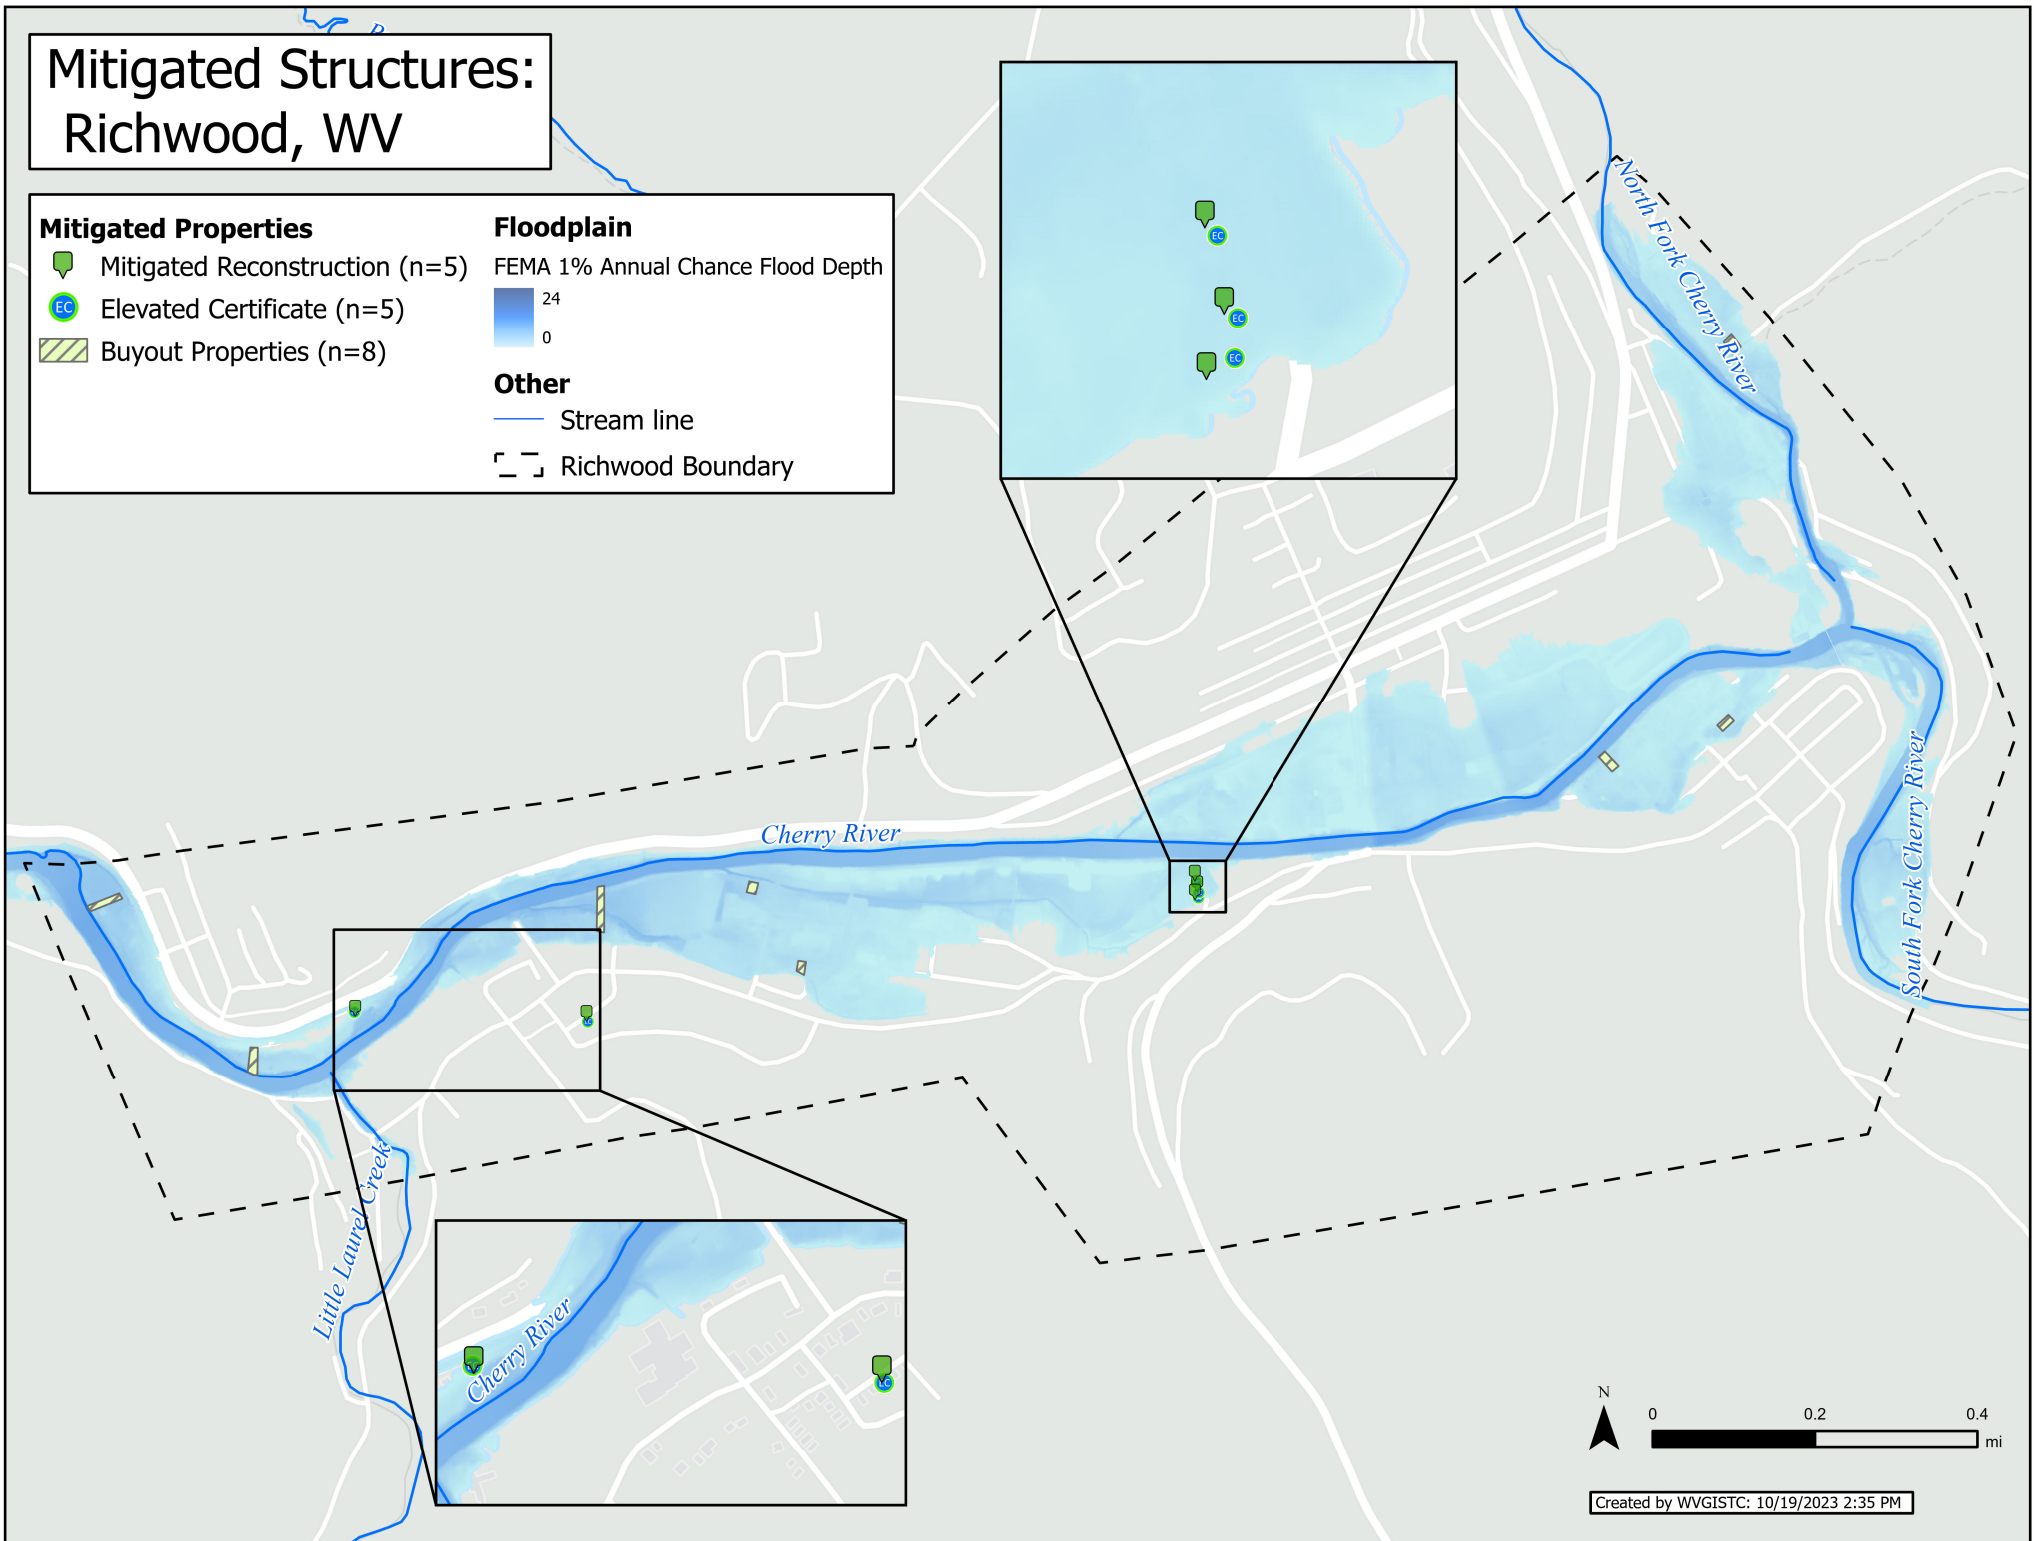 Mitigated Structures:
Richwood, WV
Mitigated Properties
Mitigated Reconstruction (n=5)
EC
Elevated Certificate (n=5)
Buyout Properties (n=8)
Floodplain
FEMA 1% Annual Chance Flood Depth
24
0
Other
Stream line
Richwood Boundary
EC
EC
EC
North Fork Cherry River
Cherry River
South Fork Cherry River
Little Laurel Creek
Cherry River
EC
N
0 0.2 0.4
mi
Created by WVGISTC: 10/19/2023 2:35 PM